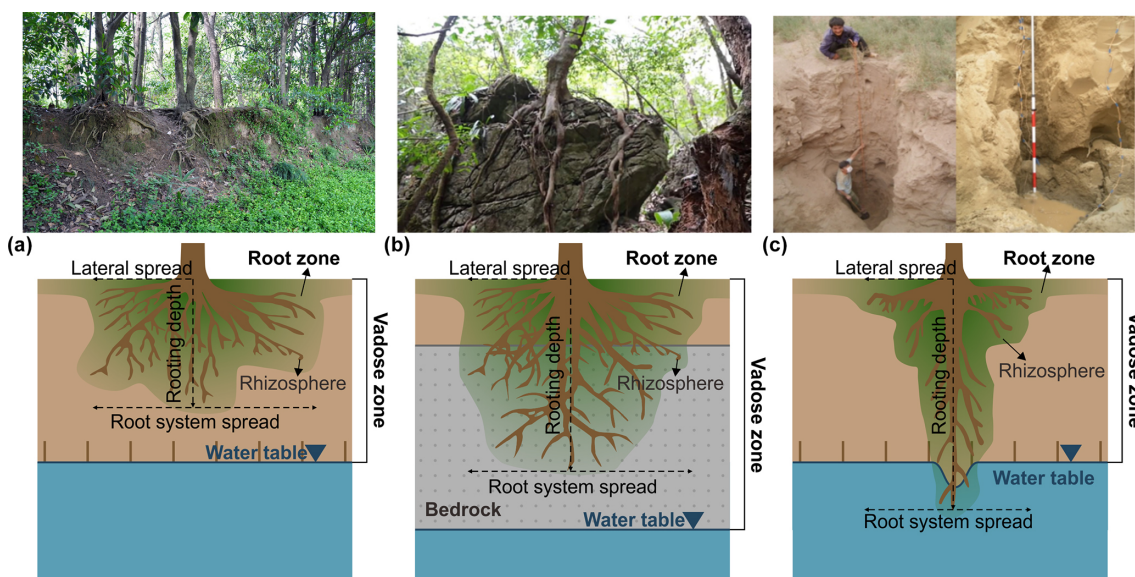 (a)
Lateral spread
Root zone
Rooting depth
Rhizosphere
Root system spread
Water table
Vadose zone
(b)
Lateral spread
Root zone
Rooting depth
Rhizosphere
Root system spread
Bedrock
Water table
Vadose zone
(c)
Lateral spread
Root zone
Rooting depth
Rhizosphere
Water table
Root system spread
Vadose zone